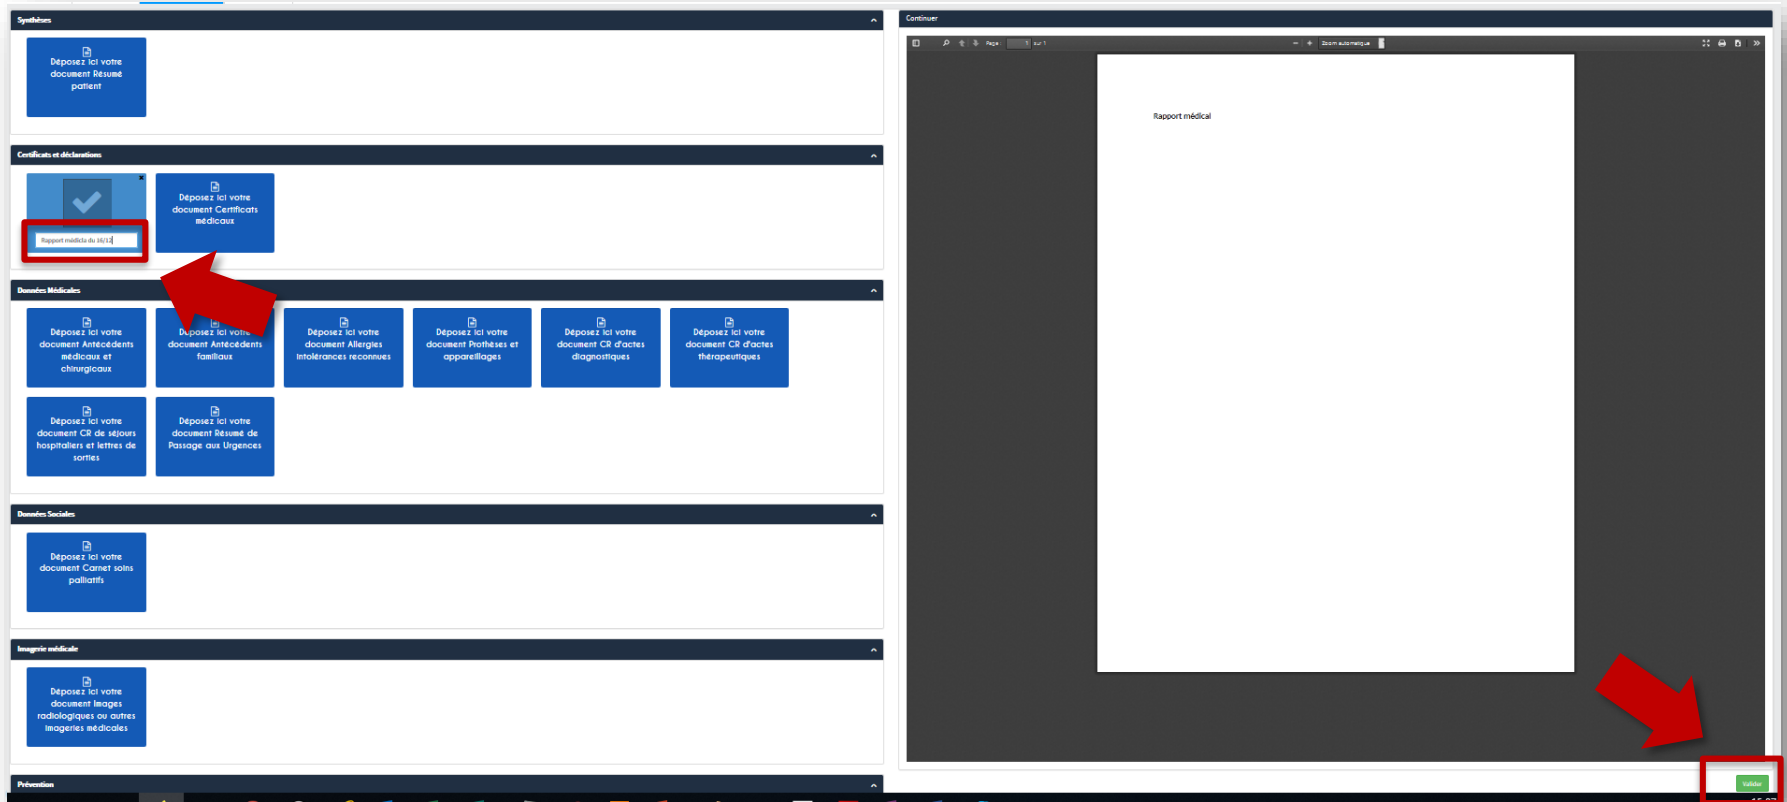 Synthèses
Déposez ici votre
document Résumé
patient
Certificats et déclarations
Rapport médicla du 16/12
Déposez ici votre
document Certificats
médicaux
Données Médicales
Déposez ici votre
document Antécédents
médicaux et
chirurgicaux
Déposez ici votre
document Antécédents
familiaux
Déposez ici votre
document Allergies
intolérances reconnues
Déposez ici votre
document Prothèses et
appareillages
Déposez ici votre
document CR d'actes
diagnostiques
Déposez ici votre
document CR d'actes
thérapeutiques
Déposez ici votre
document CR de séjours
hospitaliers et lettres de
sorties
Déposez ici votre
document Résumé de
Passage aux Urgences
Données Sociales
Déposez ici votre
document Carnet soins
palliatifs
Imagerie médicale
Déposez ici votre
document Images
radiologiques ou autres
imageries médicales
Prévention
Continuer
Page : 1 sur 1
Zoom automatique
Rapport médical
Valider